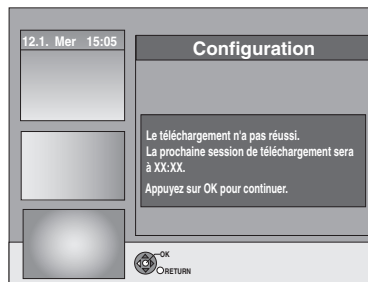 12.1. Mer 15:05
Configuration
Le téléchargement n'a pas réussi.
La prochaine session de téléchargement sera
à XX:XX.
Appuyez sur OK pour continuer.
OK
RETURN